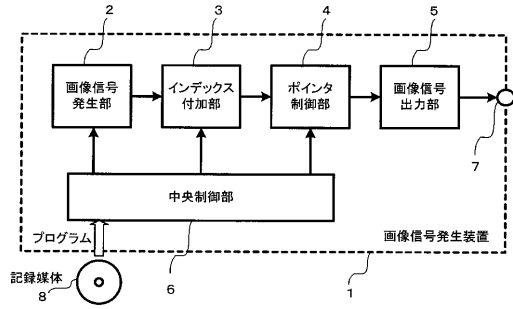 2
3
4
5
画像信号
発生部
インデックス
付加部
ポインタ
制御部
画像信号
出力部
7
中央制御部
プログラム
画像信号発生装置
記録媒体
8
6
1